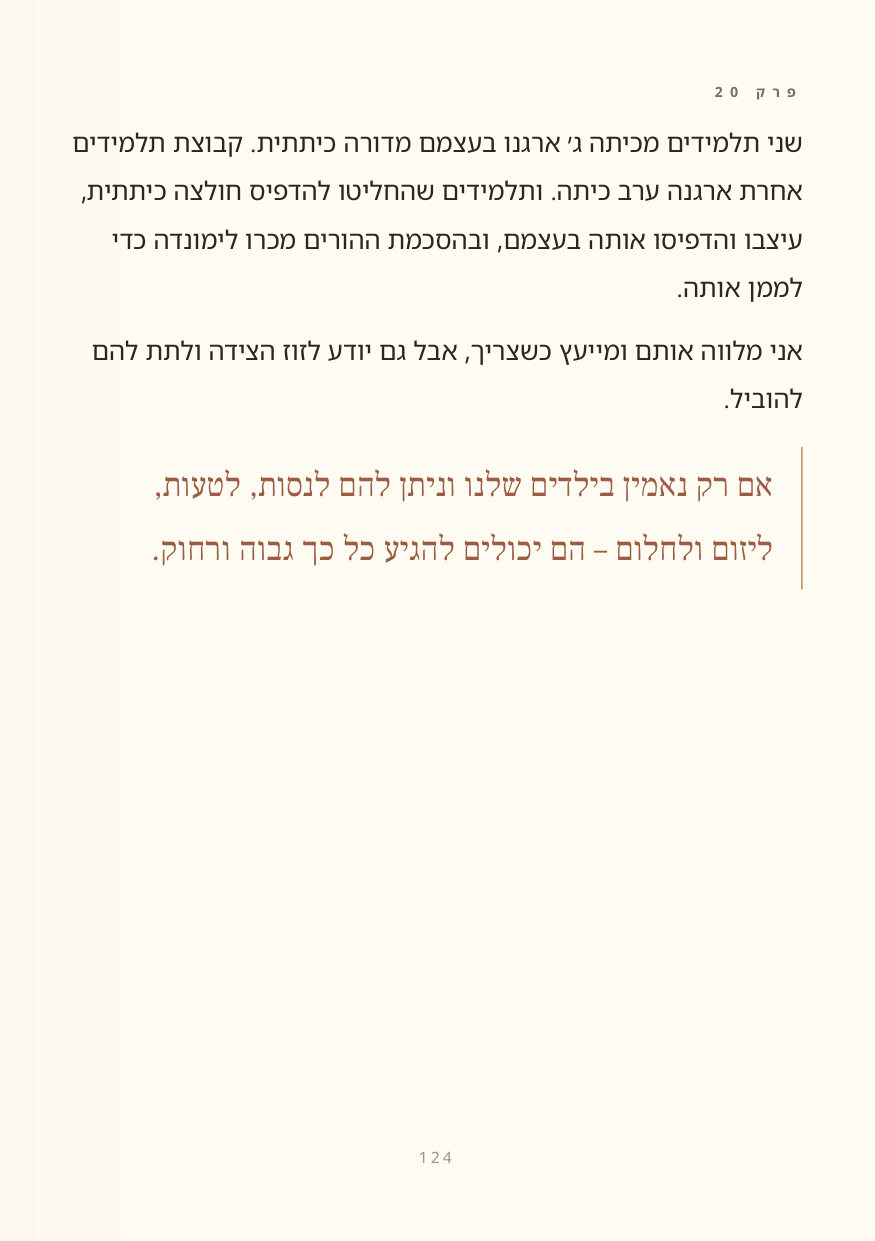 פרק 20
שני תלמידים מכיתה ג׳ ארגנו בעצמם מדורה כיתתית. קבוצת תלמידים
אחרת ארגנה ערב כיתה. ותלמידים שהחליטו להדפיס חולצה כיתתית,
עיצבו והדפיסו אותה בעצמם, ובהסכמת ההורים מכרו לימונדה כדי
לממן אותה.
אני מלווה אותם ומייעץ כשצריך, אבל גם יודע לזוז הצידה ולתת להם
להוביל.
אם רק נאמין בילדים שלנו וניתן להם לנסות, לטעות,
ליזום ולחלום – הם יכולים להגיע כל כך גבוה ורחוק.
124